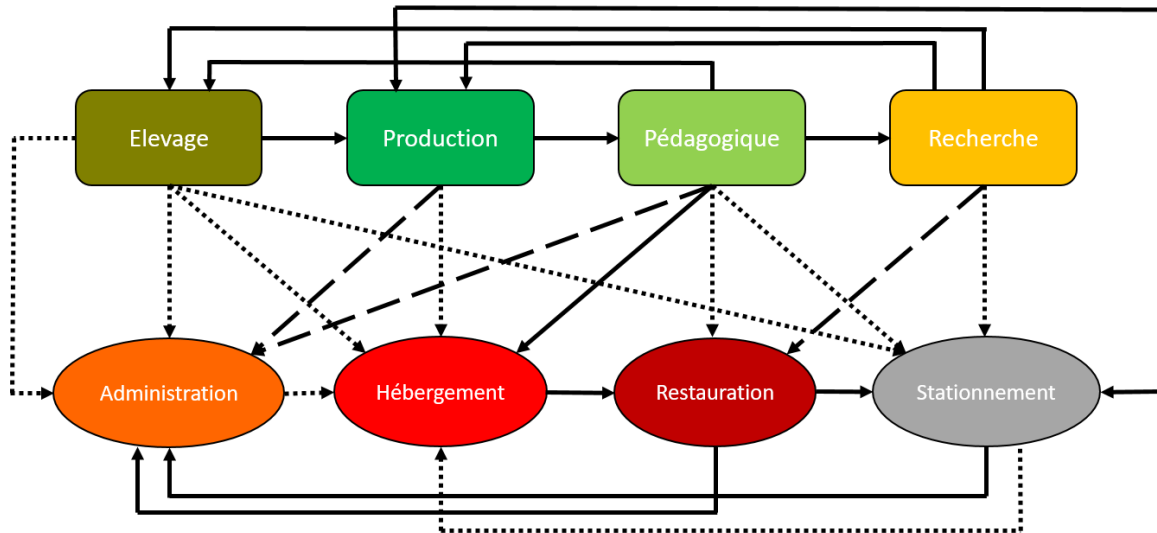 Elevage
Production
Pédagogique
Recherche
Administration
Hébergement
Restauration
Stationnement